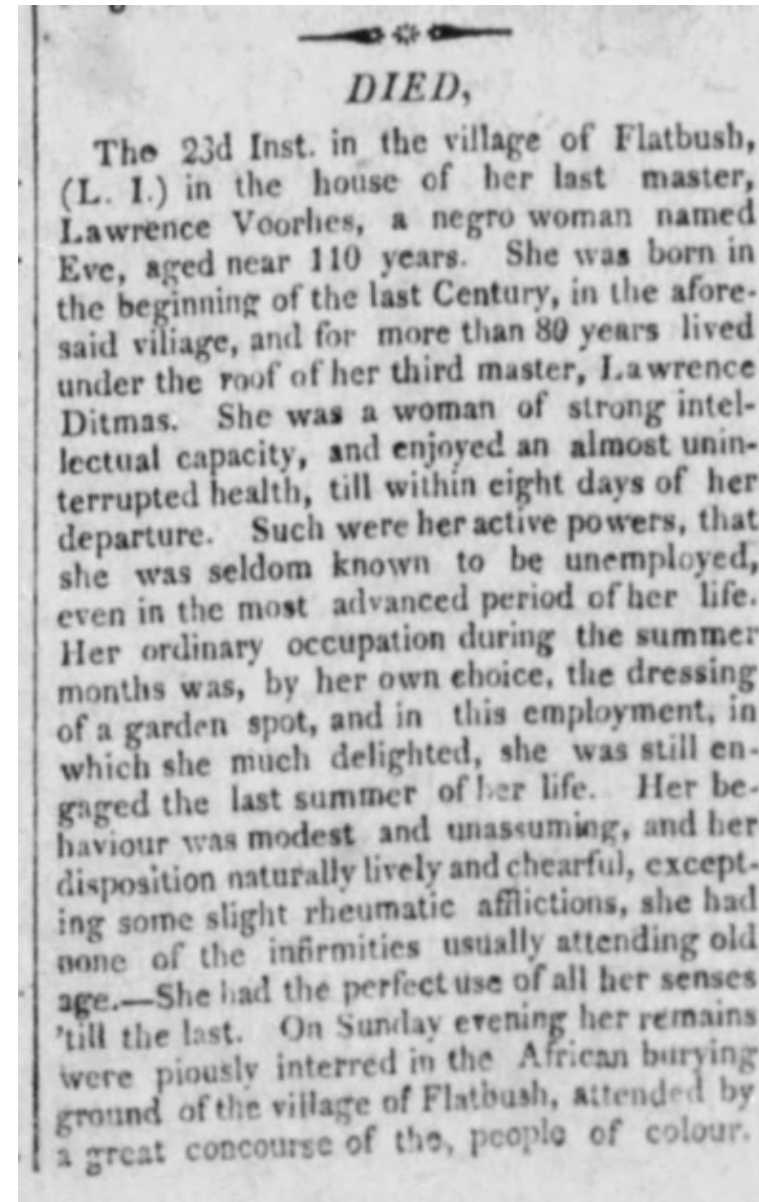 DIED,
The 23d Inst. in the village of Flatbush,
(L. I.) in the house of her last master,
Lawrence Voorhes, a negro woman named
Eve, aged near 110 years. She was born in
the beginning of the last Century, in the afore-
said viliage, and for more than 80 years lived
under the roof of her third master, Lawrence
Ditmas. She was a woman of strong intel-
lectual capacity, and enjoyed an almost unin-
terrupted health, till within eight days of her
departure. Such were her active powers, that
she was seldom known to be unemployed,
even in the most advanced period of her life.
Her ordinary occupation during the summer
months was, by her own choice, the dressing
of a garden spot, and in this employment, in
which she much delighted, she was still en-
gaged the last summer of her life. Her be-
haviour was modest and unassuming, and her
disposition naturally lively and chearful, except-
ing some slight rheumatic afflictions, she had
none of the infirmities usually attending old
age.—She had the perfect use of all her senses
'till the last. On Sunday evening her remains
were piously interred in the African burying
ground of the village of Flatbush, attended by
a great concourse of the, people of colour.